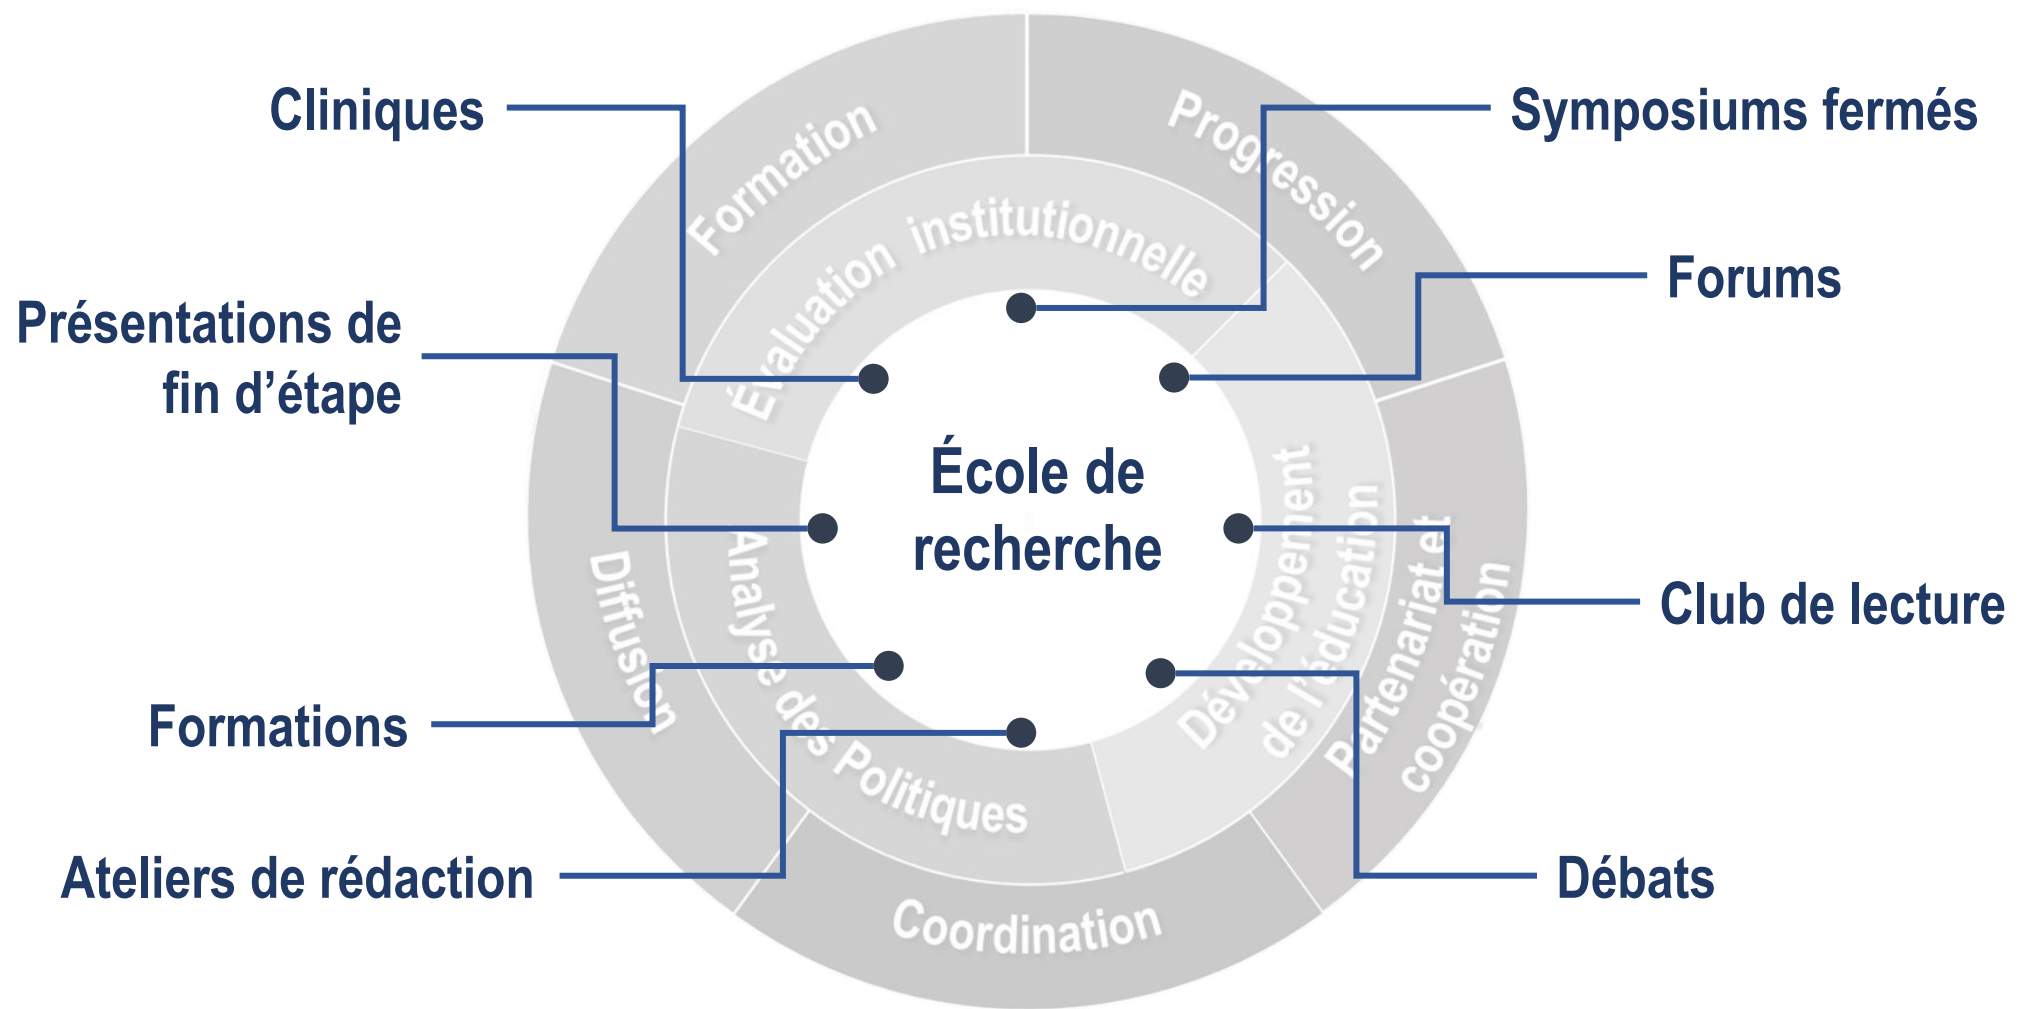 Cliniques
Symposiums fermés
Formation
Progression
Évaluation institutionnelle
Forums
Présentations de
fin d’étape
École de
recherche
Développement
de l’éducation
Partenariat et
coopération
Club de lecture
Diffusion
Analyse des Politiques
Formations
Ateliers de rédaction
Débats
Coordination